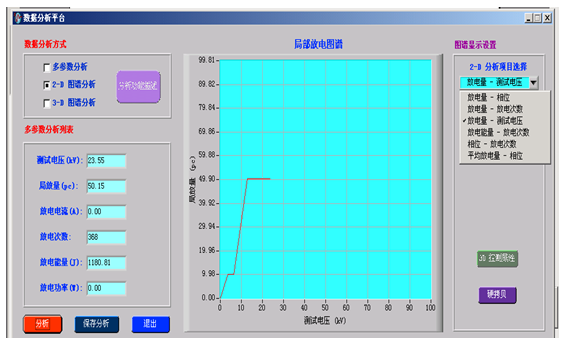 数据分析平台
数据分析方式
多参数分析
2-D 图谱分析
3-D 图谱分析
分析功能描述
多参数分析列表
测试电压(kV): 23.55
局放量(pc): 50.15
放电电流(A): 0.00
放电次数: 368
放电能量(J): 1180.81
放电功率(W): 0.00
分析
保存分析
退出
局部放电图谱
局放量 (pc)
99.81
89.82
79.84
69.86
59.88
49.90
39.92
29.94
19.96
9.98
0.00
0 10 20 30 40 50 60 70 80 90 100
测试电压 (kV)
图谱显示设置
2-D 分析项目选择
放电量 - 测试电压
放电量 - 相位
放电量 - 放电次数
✓放电量 - 测试电压
放电能量 - 放电次数
相位 - 放电次数
平均放电量 - 相位
3D 控制属性
硬拷贝